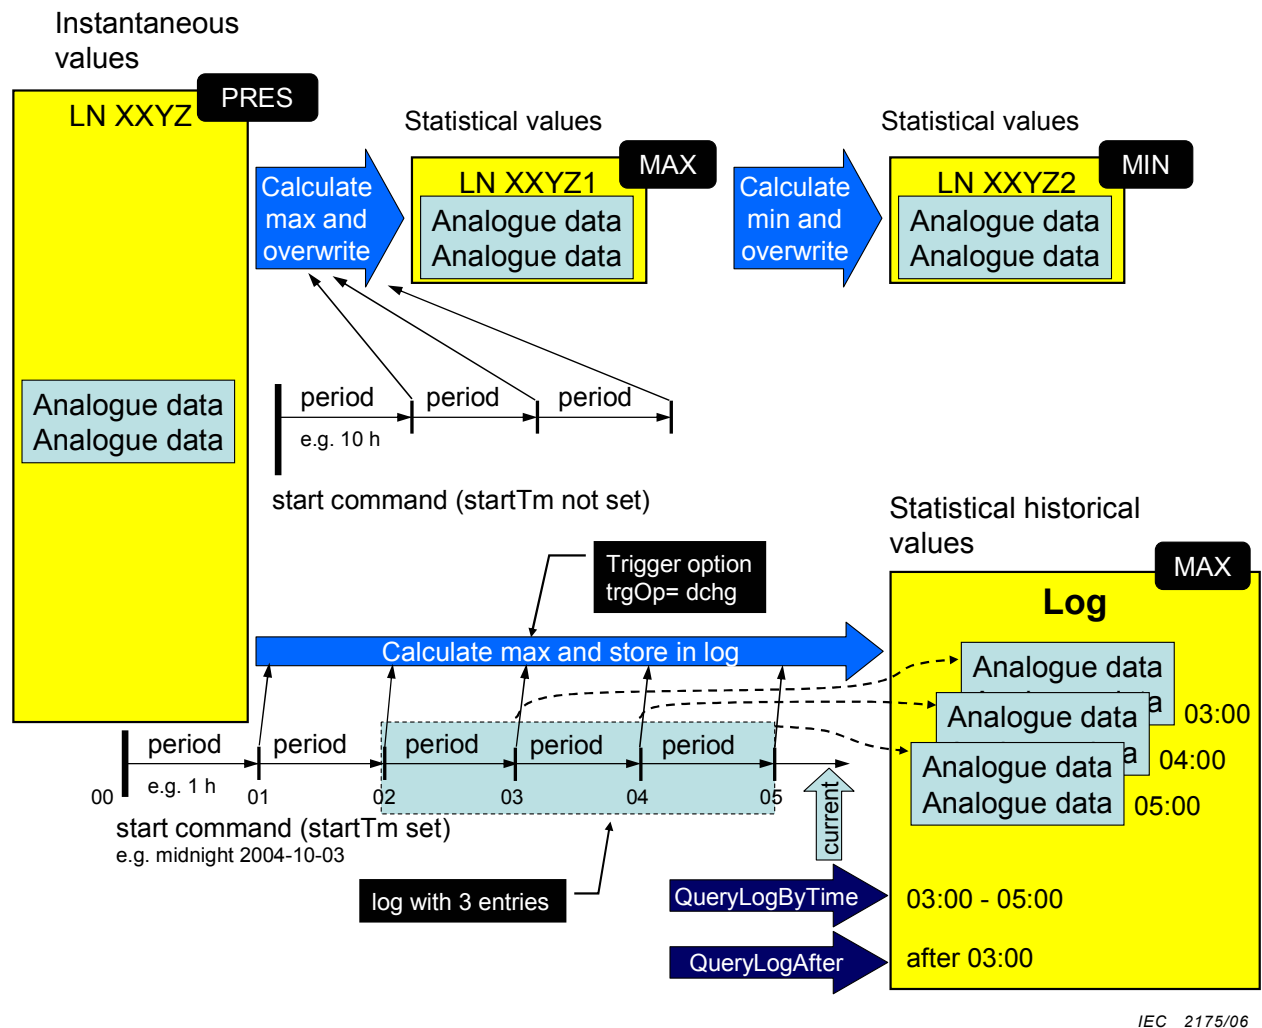 Instantaneous
values
PRES
LN XXYZ
Analogue data
Analogue data
Statistical values
MAX
Calculate
max and
overwrite
LN XXYZ1
Analogue data
Analogue data
Statistical values
MIN
Calculate
min and
overwrite
LN XXYZ2
Analogue data
Analogue data
period
period
period
e.g. 10 h
start command (startTm not set)
Trigger option
trgOp= dchg
Calculate max and store in log
period
period
period
period
period
e.g. 1 h
00
01
02
03
04
05
start command (startTm set)
e.g. midnight 2004-10-03
current
log with 3 entries
Statistical historical
values
MAX
Log
Analogue data
03:00
Analogue data
a
04:00
Analogue data
a
Analogue data
05:00
QueryLogByTime
03:00 - 05:00
QueryLogAfter
after 03:00
IEC 2175/06